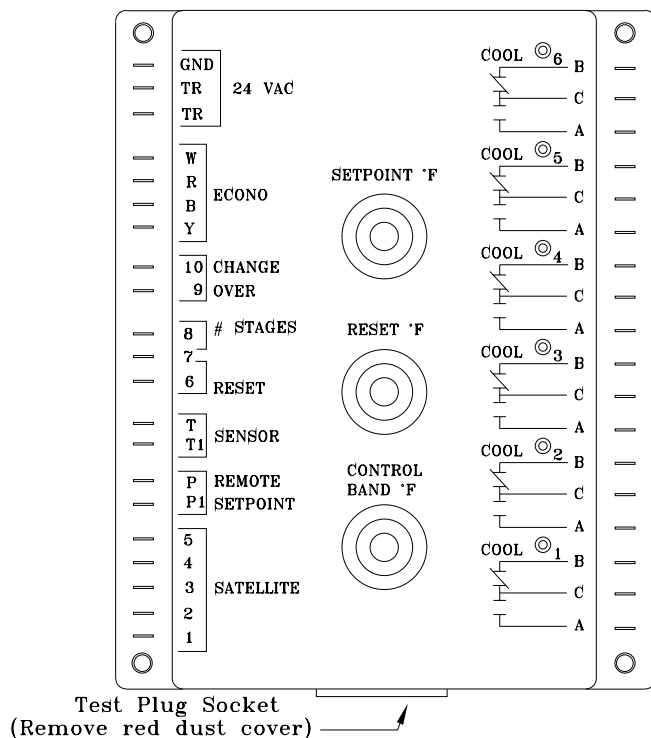 GND
TR 24 VAC
TR
W
R
B ECONO
Y
10 CHANGE
9 OVER
8 # STAGES
7
6 RESET
T
T1 SENSOR
P REMOTE
P1 SETPOINT
5
4
3 SATELLITE
2
1
SETPOINT °F
RESET °F
CONTROL
BAND °F
COOL 6 B
C
A
COOL 5 B
C
A
COOL 4 B
C
A
COOL 3 B
C
A
COOL 2 B
C
A
COOL 1 B
C
A
Test Plug Socket
(Remove red dust cover)